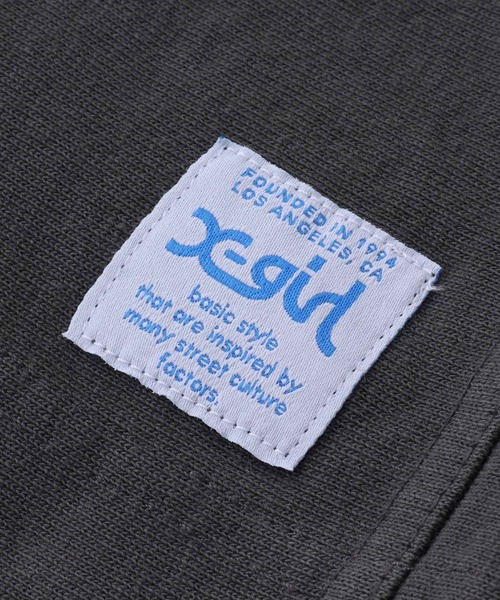 FOUNDED IN 1994
LOS ANGELES, CA
X-girl
basic style
that are inspired by
many street culture
factors.